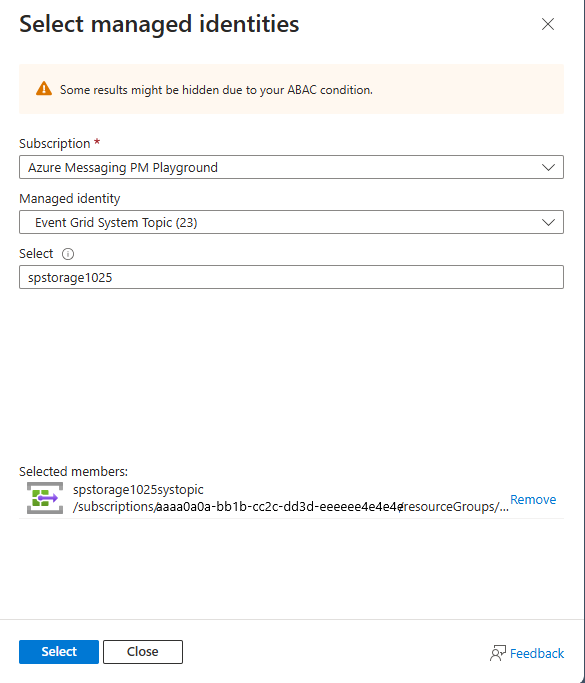 Select managed identities
Some results might be hidden due to your ABAC condition.
Subscription *
Azure Messaging PM Playground
Managed identity
Event Grid System Topic (23)
Select
spstorage1025
Selected members:
spstorage1025systopic
/subscriptions/aaaa0a0a-bb1b-cc2c-dd3d-eeeeee4e4e4e/resourceGroups/...
Remove
Select
Close
Feedback